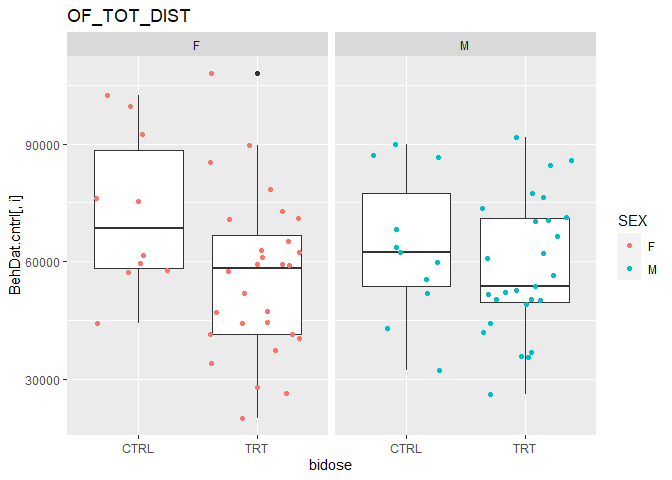 OF_TOT_DIST
F
M
90000
60000
30000
BehDat.cntrl[, i]
CTRL
TRT
CTRL
TRT
bidose
SEX
F
M